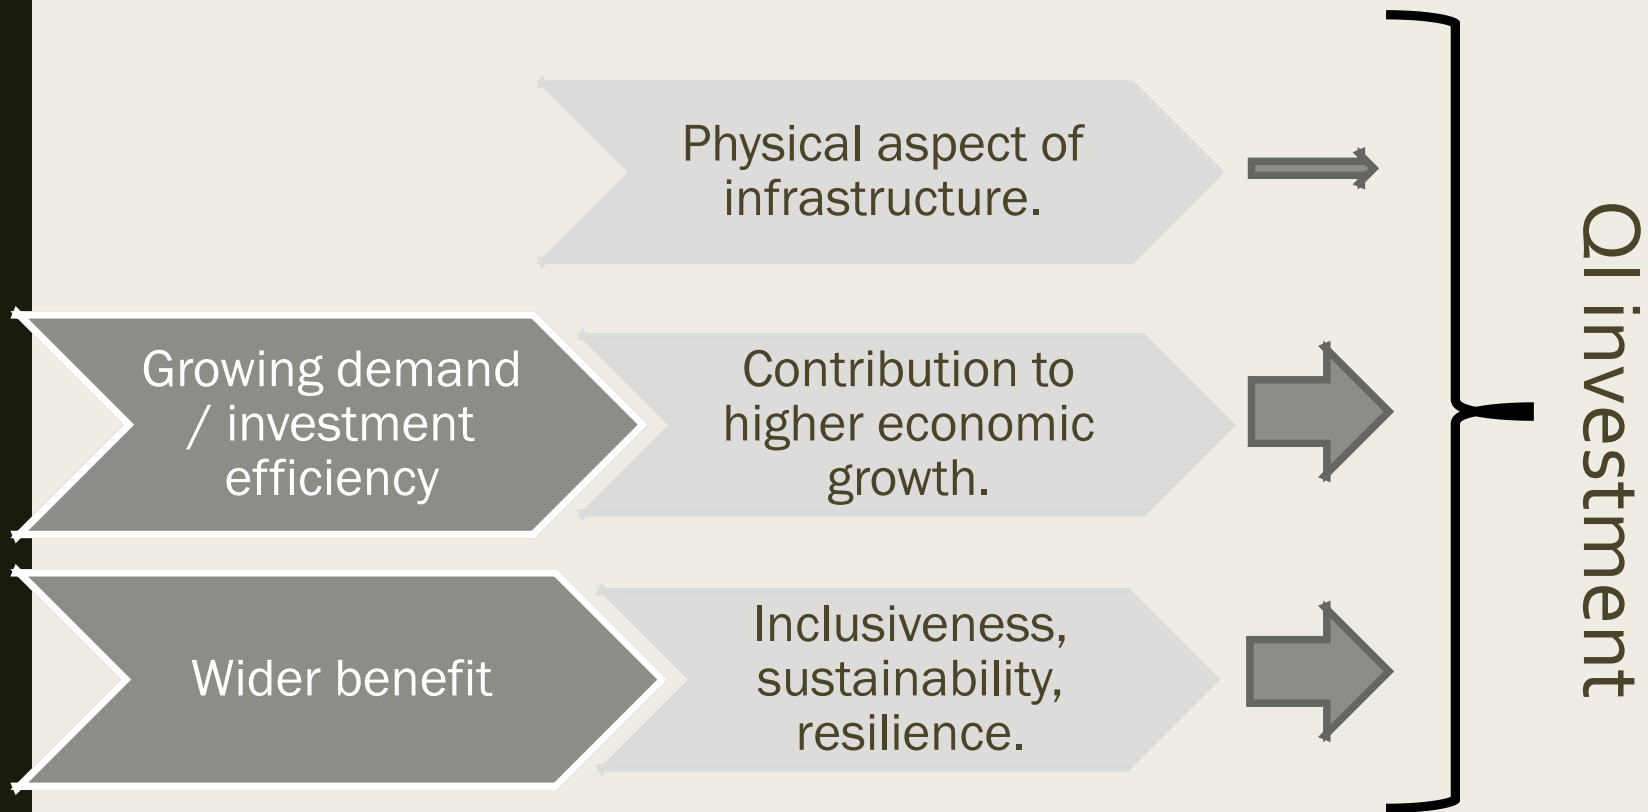 Physical aspect of
infrastructure.
Growing demand
/ investment
efficiency
Contribution to
higher economic
growth.
Wider benefit
Inclusiveness,
sustainability,
resilience.
QI investment